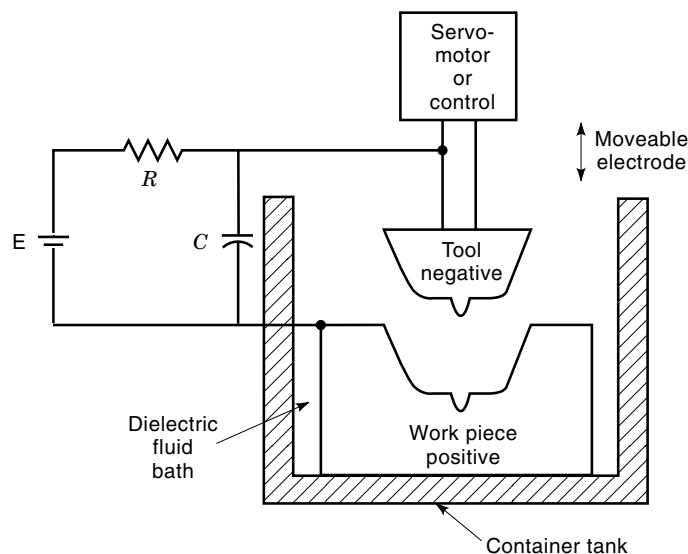 Servo-
motor
or
control
Moveable
electrode
R
E
C
Tool
negative
Dielectric
fluid
bath
Work piece
positive
Container tank